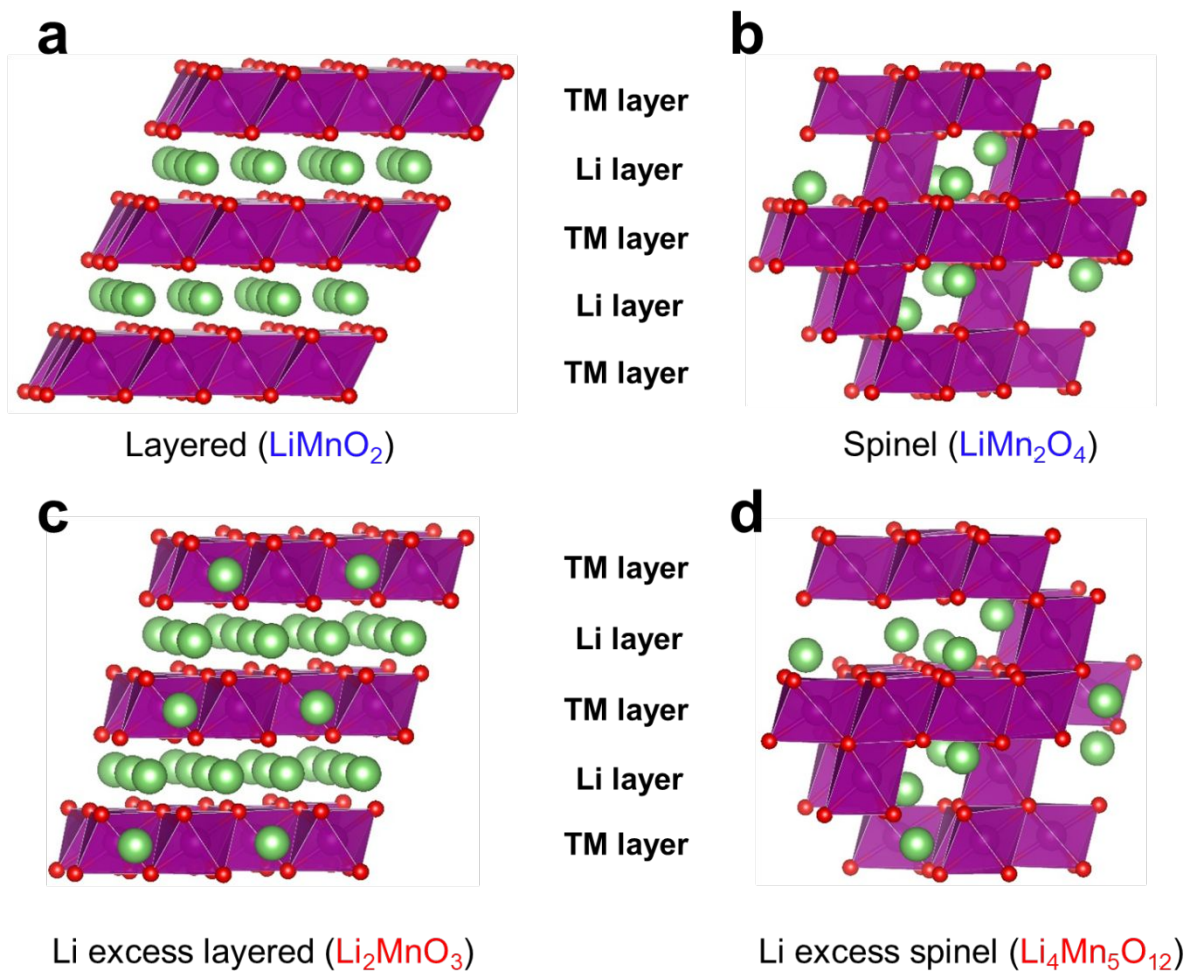 a
b
TM layer
Li layer
TM layer
Li layer
TM layer
Layered (LiMnO₂)
Spinel (LiMn₂O₄)
c
d
TM layer
Li layer
TM layer
Li layer
TM layer
Li excess layered (Li₂MnO₃)
Li excess spinel (Li₄Mn₅O₁₂)